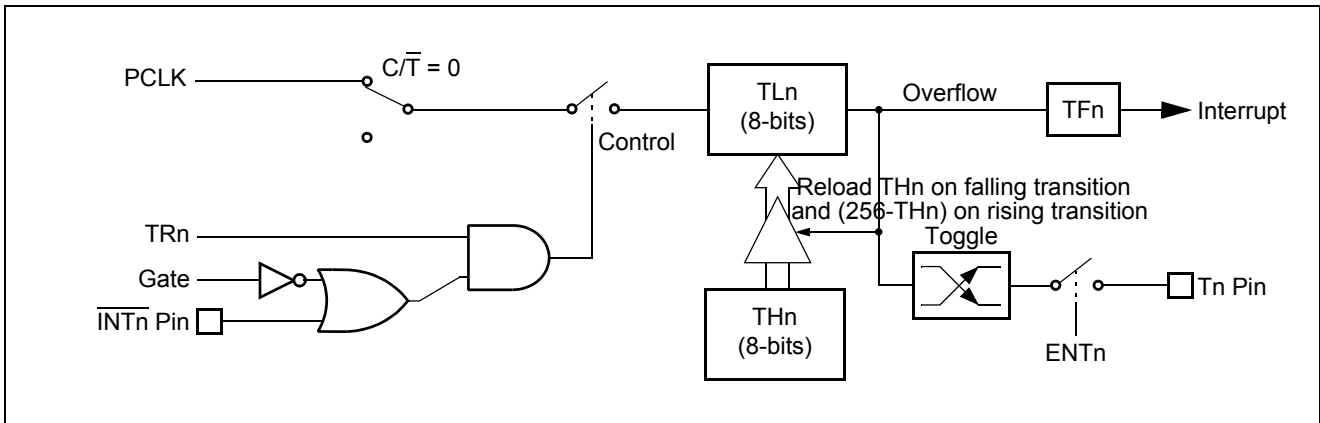 PCLK
C/T̅ = 0
Control
TLn
(8-bits)
Overflow
TFn
Interrupt
Reload THn on falling transition
and (256-THn) on rising transition
Toggle
TRn
Gate
I̅N̅T̅n̅ Pin
THn
(8-bits)
Tn Pin
ENTn